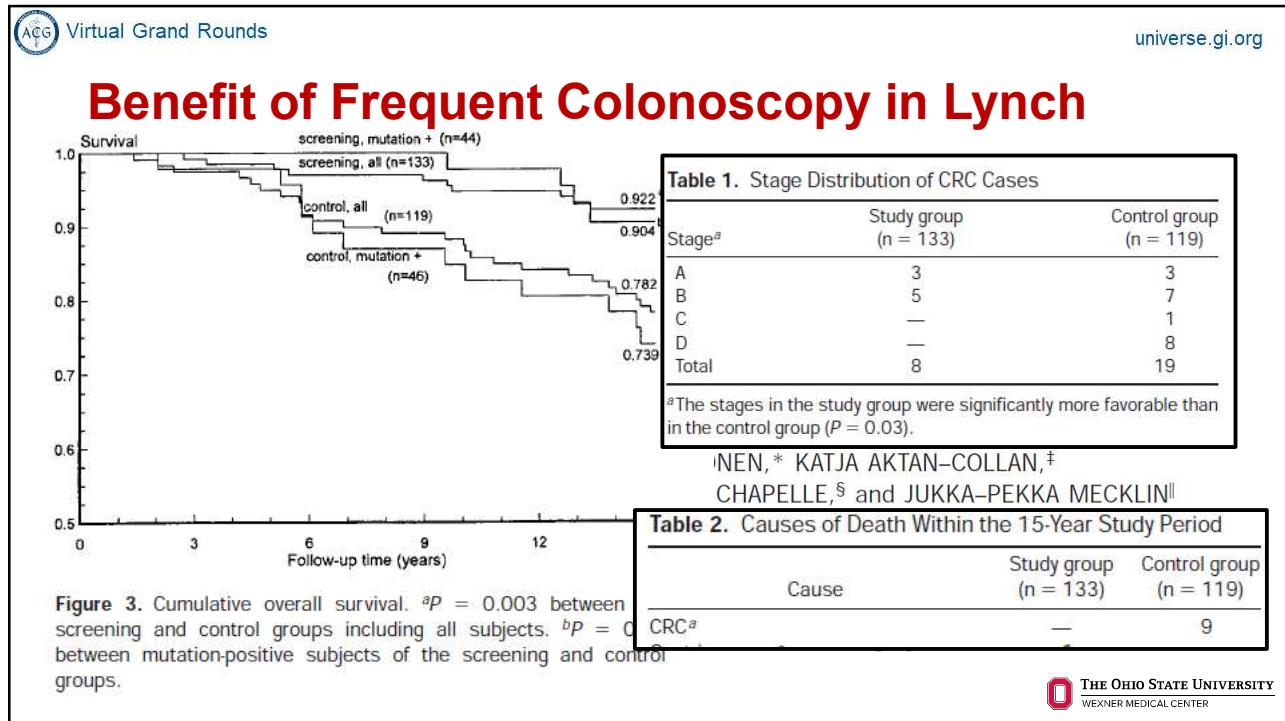 ACG
Virtual Grand Rounds
universe.gi.org
Benefit of Frequent Colonoscopy in Lynch
Survival
screening, mutation + (n=44)
screening, all (n=133)
control, all
(n=119)
control, mutation +
(n=46)
0.922
0.904
0.782
0.739
1.0
0.9
0.8
0.7
0.6
0.5
0 3 6 9 12
Follow-up time (years)
Figure 3. Cumulative overall survival. ᵃP = 0.003 between
screening and control groups including all subjects. ᵇP = 0
between mutation-positive subjects of the screening and control
groups.
Table 1. Stage Distribution of CRC Cases
Study group Control group
Stageᵃ (n = 133) (n = 119)
A 3 3
B 5 7
C — 1
D — 8
Total 8 19
ᵃThe stages in the study group were significantly more favorable than
in the control group (P = 0.03).
NEN,* KATJA AKTAN–COLLAN,‡
CHAPELLE,§ and JUKKA–PEKKA MECKLIN‖
Table 2. Causes of Death Within the 15-Year Study Period
Study group Control group
Cause (n = 133) (n = 119)
CRCᵃ — 9
THE OHIO STATE UNIVERSITY
WEXNER MEDICAL CENTER